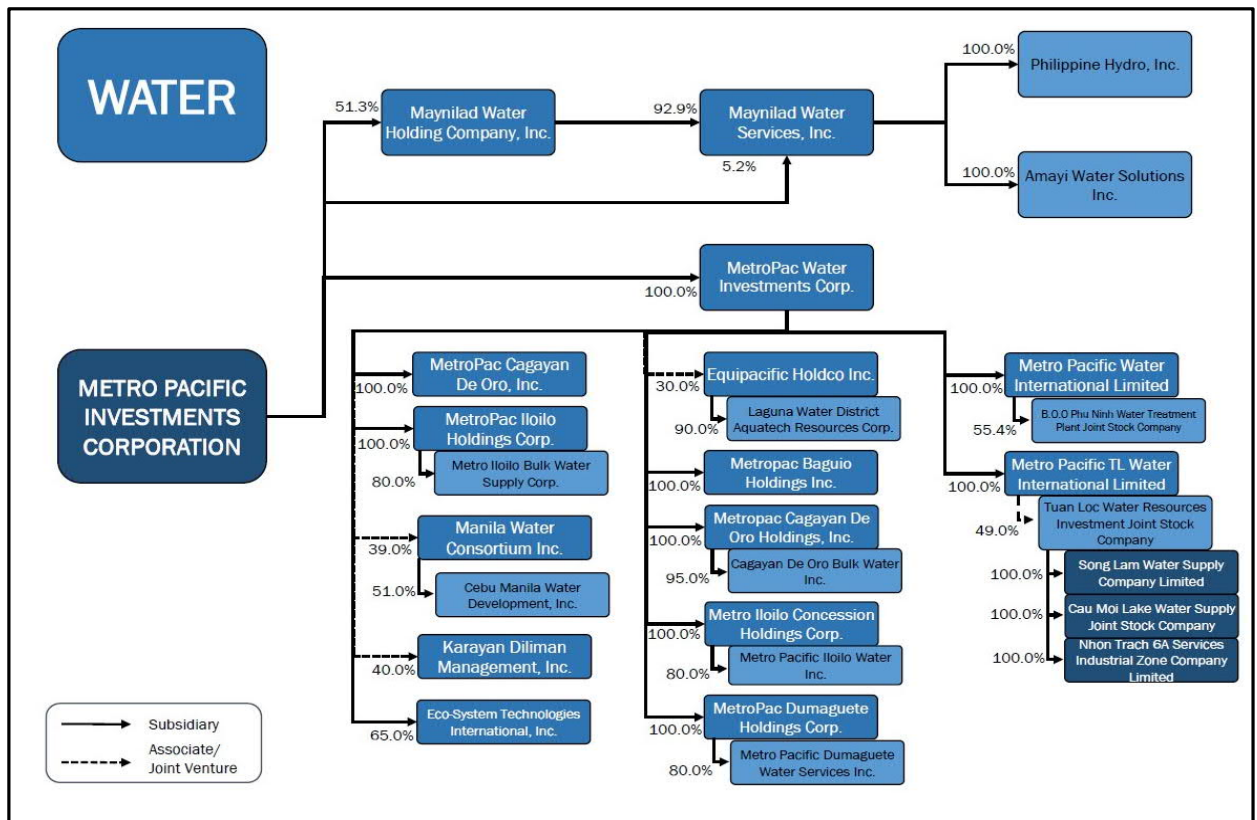 WATER
METRO PACIFIC
INVESTMENTS
CORPORATION
51.3%
Maynilad Water
Holding Company, Inc.
92.9%
Maynilad Water
Services, Inc.
5.2%
100.0%
Philippine Hydro, Inc.
100.0%
Amayi Water Solutions
Inc.
MetroPac Water
Investments Corp.
100.0%
MetroPac Cagayan
De Oro, Inc.
100.0%
MetroPac Iloilo
Holdings Corp.
100.0%
Metro Iloilo Bulk Water
Supply Corp.
80.0%
Manila Water
Consortium Inc.
39.0%
Cebu Manila Water
Development, Inc.
51.0%
Karayan Diliman
Management, Inc.
40.0%
Eco-System Technologies
International, Inc.
65.0%
Equipacific Holdco Inc.
30.0%
Laguna Water District
Aquatech Resources Corp.
90.0%
Metropac Baguio
Holdings Inc.
100.0%
Metropac Cagayan De
Oro Holdings, Inc.
100.0%
Cagayan De Oro Bulk Water
Inc.
95.0%
Metro Iloilo Concession
Holdings Corp.
100.0%
Metro Pacific Iloilo Water
Inc.
80.0%
MetroPac Dumaguete
Holdings Corp.
100.0%
Metro Pacific Dumaguete
Water Services Inc.
80.0%
Metro Pacific Water
International Limited
100.0%
B.O.O Phu Ninh Water Treatment
Plant Joint Stock Company
55.4%
Metro Pacific TL Water
International Limited
100.0%
Tuan Loc Water Resources
Investment Joint Stock
Company
49.0%
Song Lam Water Supply
Company Limited
100.0%
Cau Moi Lake Water Supply
Joint Stock Company
100.0%
Nhon Trach 6A Services
Industrial Zone Company
Limited
100.0%
Subsidiary
Associate/
Joint Venture